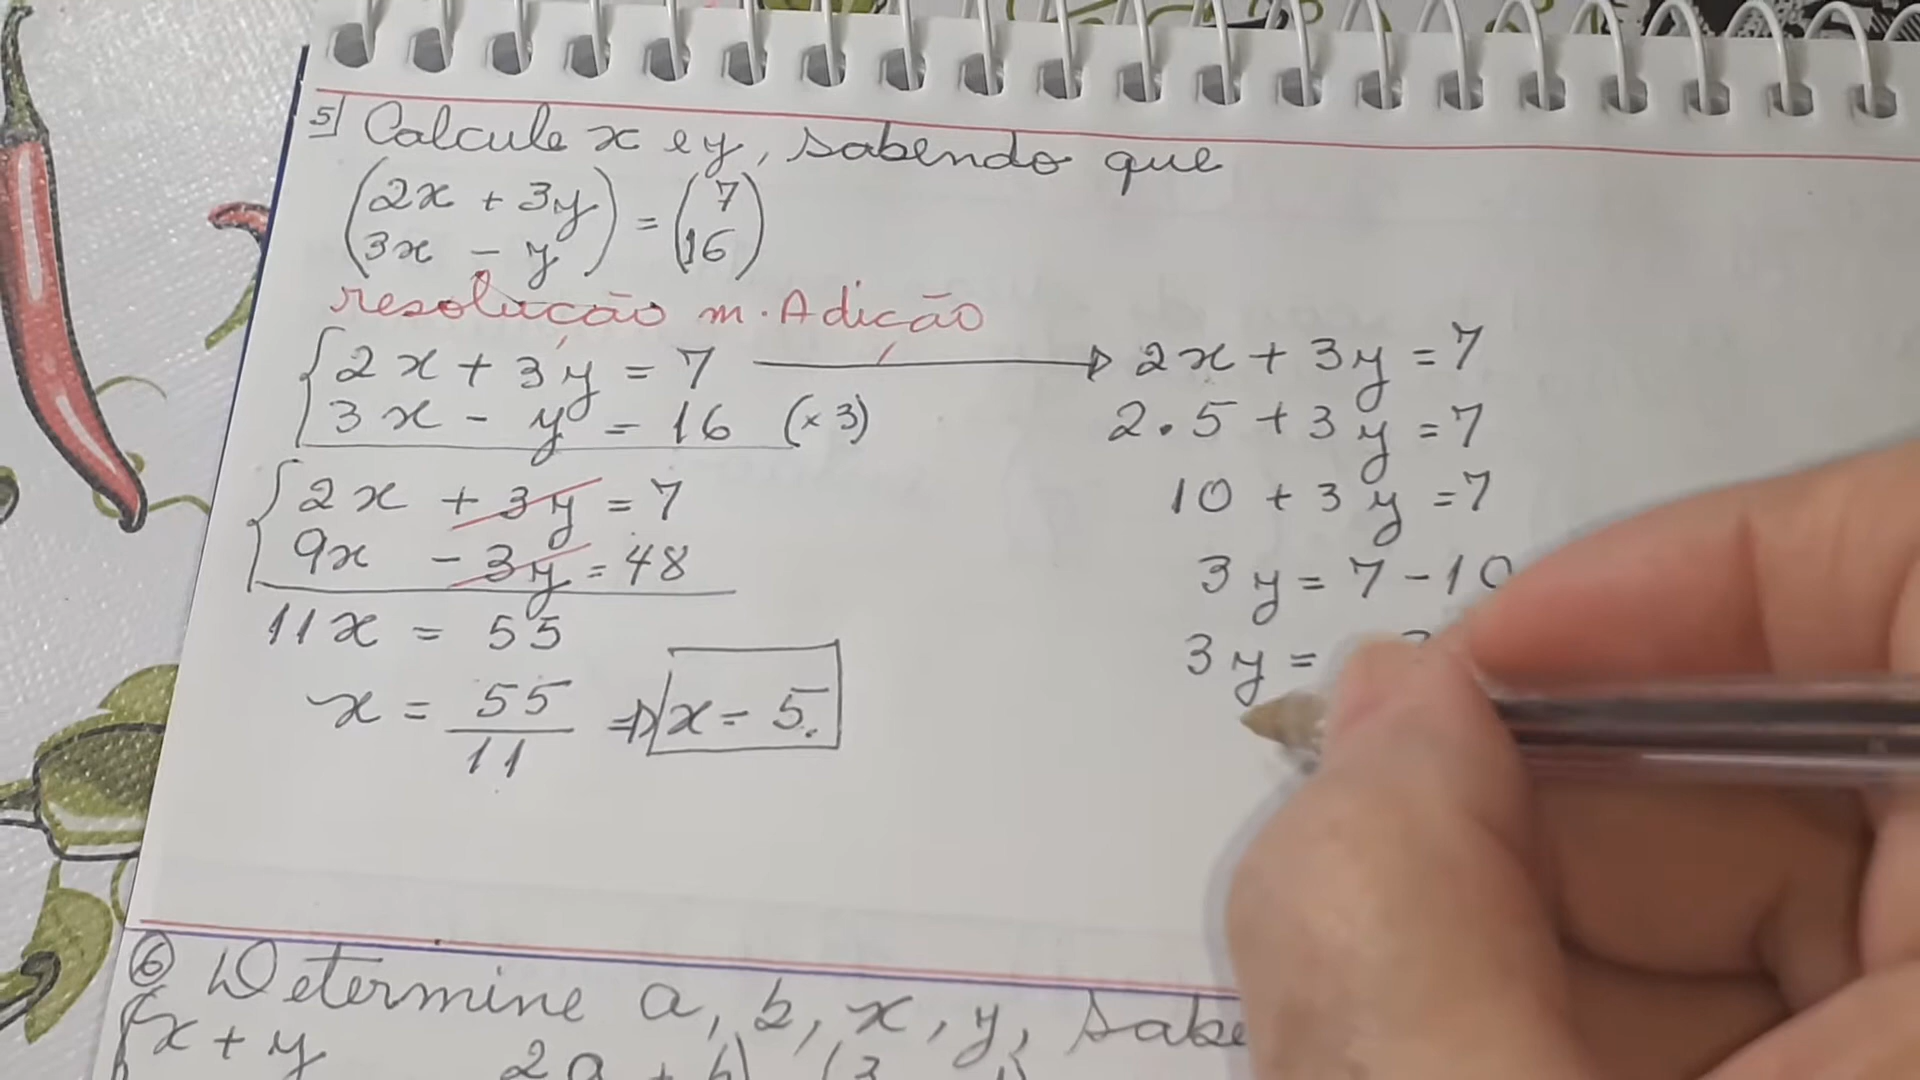 5) Calcule x e y, sabendo que
(2x + 3y) = (7)
(3x - y) (16)
resolução m. Adição
{2x + 3y = 7 → 2x + 3y = 7
3x - y = 16 (x3)
{2x + 3y = 7
9x - 3y = 48
11x = 55
x = 55/11 ⇒ x = 5.
2.5 + 3y = 7
10 + 3y = 7
3y = 7 - 10
3y =
6) Determine a, b, x, y,
x + y 2a + b